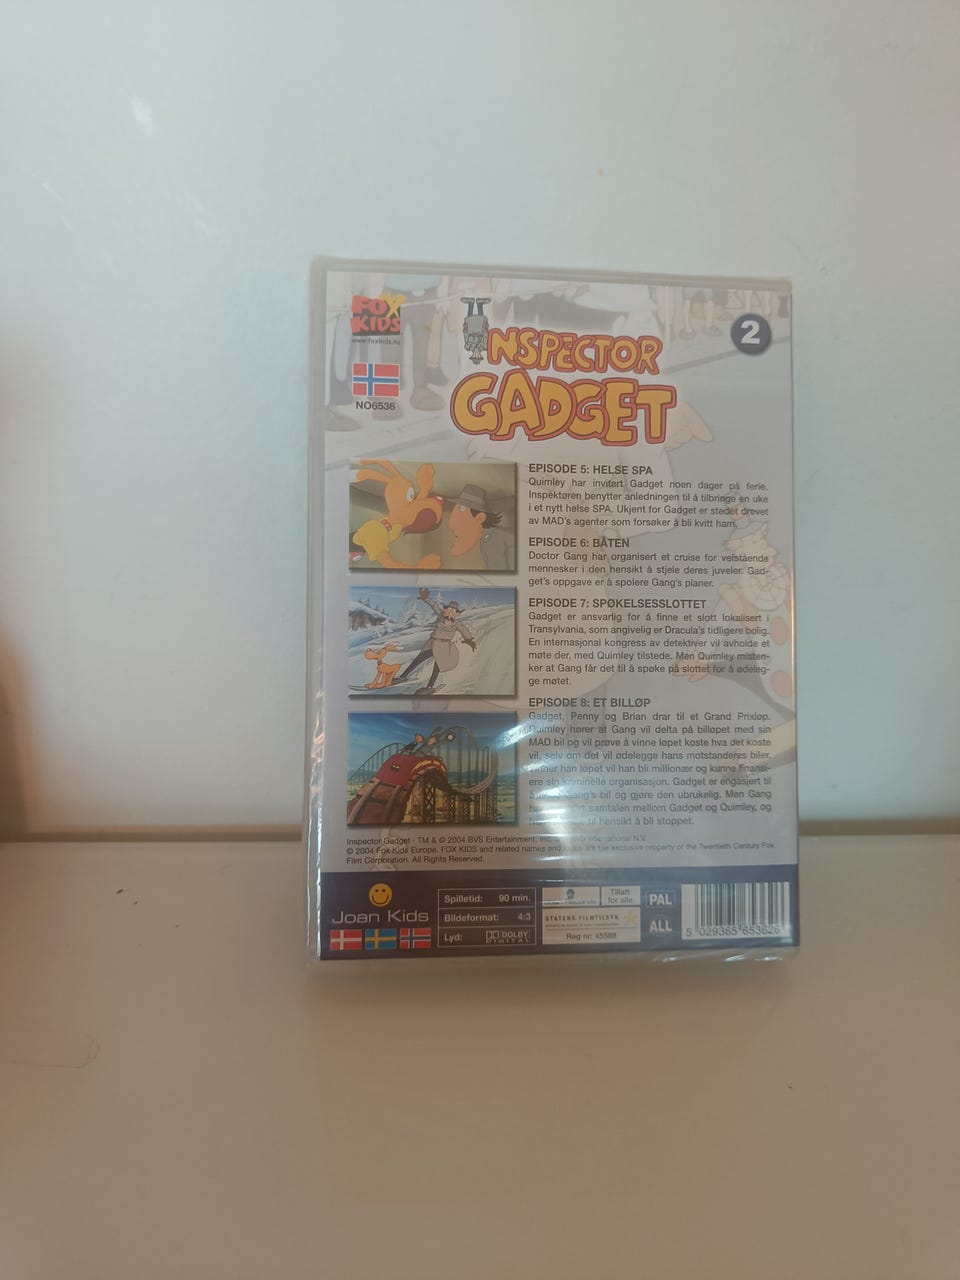 FOX
KIDS
www.foxkids.no
NO6536
INSPECTOR
GADGET
2
EPISODE 5: HELSE SPA
Quimley har invitert Gadget noen dager på ferie.
Inspektøren benytter anledningen til å tilbringe en uke
i et nytt helse SPA. Ukjent for Gadget er stedet drevet
av MAD's agenter som forsøker å bli kvitt ham.
EPISODE 6: BÅTEN
Doctor Gang har organisert et cruise for velstående
mennesker i den hensikt å stjele deres juveler. Gad-
get's oppgave er å spolere Gang's planer.
EPISODE 7: SPØKELSESSLOTTET
Gadget er ansvarlig for å finne et slott lokalisert i
Transylvania, som angivelig er Dracula's tidligere bolig.
En internasjonal kongress av detektiver vil avholde et
møte der, med Quimley tilstede. Men Quimley misten-
ker at Gang får det til å spøke på slottet for å ødeleg-
ge møtet.
EPISODE 8: ET BILLØP
Gadget, Penny og Brian drar til et Grand Prixløp.
Quimley hører at Gang vil delta på billøpet med sin
MAD bil og vil prøve å vinne løpet koste hva det koste
vil, selv om det vil ødelegge hans motstanderes biler.
Vinner han løpet vil han bli millionær og kunne finansi-
ere sin kriminelle organisasjon. Gadget er engasjert til
å Gang's bil og gjøre den ubrukelig. Men Gang
samtalen mellom Gadget og Quimley, og
til hensikt å bli stoppet.
Inspector Gadget - TM & © 2004 BVS Entertainment, Inc. International N.V.
© 2004 Fox Kids Europe. FOX KIDS and related names and are the exclusive property of the Twentieth Century Fox
Film Corporation. All Rights Reserved.
Joan Kids
Spilletid: 90 min.
Bildeformat: 4:3
Lyd: DOLBY
DIGITAL
Tillatt
for alle
STATENS FILMTILSYN
Reg nr: 45588
PAL
ALL
5 029365 653626